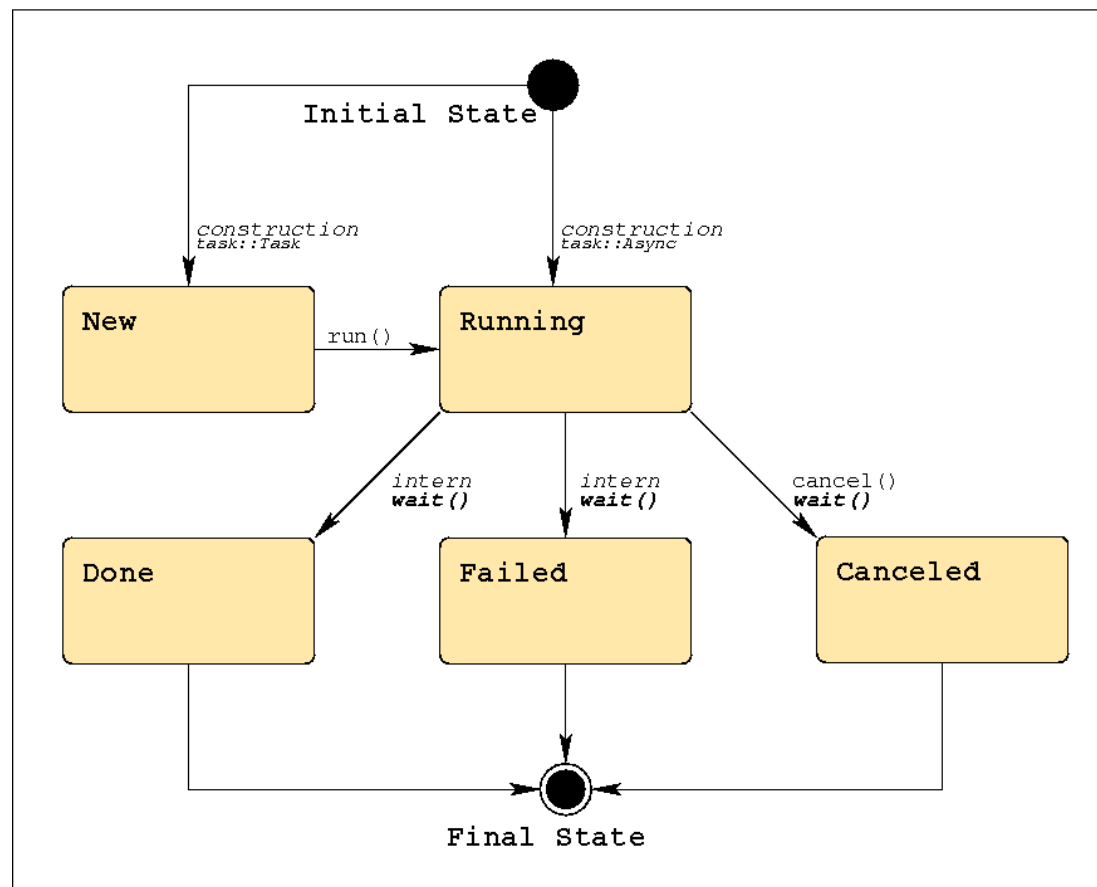 Initial State
construction
task::Task
construction
task::Async
New
run()
Running
intern
wait()
intern
wait()
cancel()
wait()
Done
Failed
Canceled
Final State